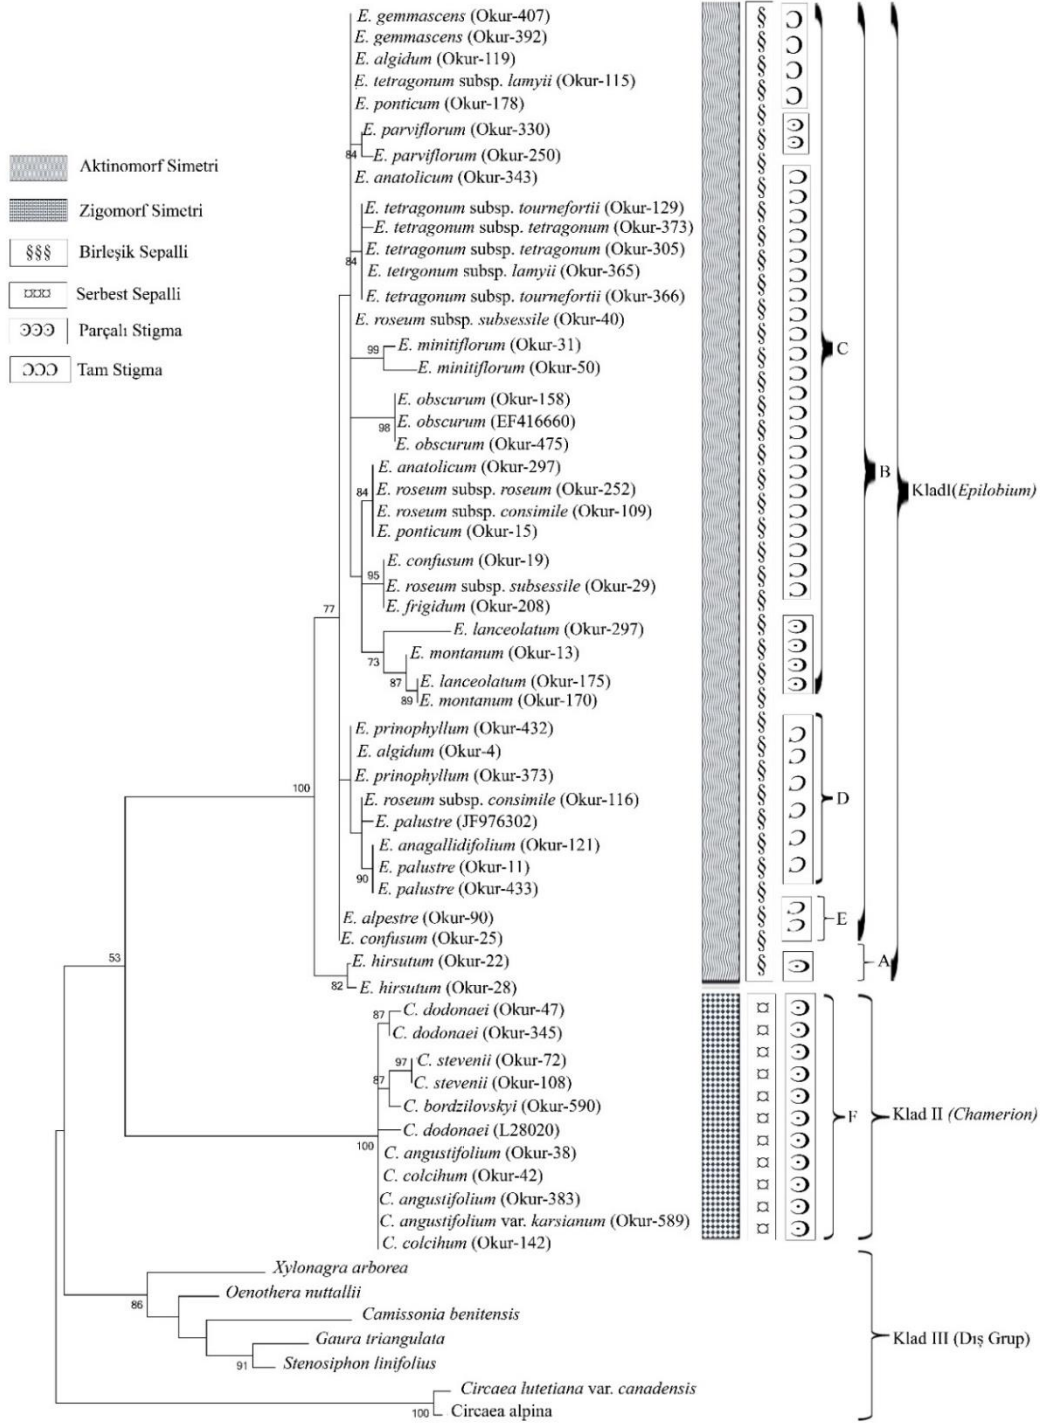 E. gemmascens (Okur-407)
E. gemmascens (Okur-392)
E. algidum (Okur-119)
E. tetragonum subsp. lamyii (Okur-115)
E. ponticum (Okur-178)
E. parviflorum (Okur-330)
84
E. parviflorum (Okur-250)
E. anatolicum (Okur-343)
E. tetragonum subsp. tournefortii (Okur-129)
E. tetragonum subsp. tetragonum (Okur-373)
E. tetragonum subsp. tetragonum (Okur-305)
84
E. tetrgonum subsp. lamyii (Okur-365)
E. tetragonum subsp. tournefortii (Okur-366)
E. roseum subsp. subsessile (Okur-40)
99
E. minitiflorum (Okur-31)
E. minitiflorum (Okur-50)
E. obscurum (Okur-158)
E. obscurum (EF416660)
98
E. obscurum (Okur-475)
E. anatolicum (Okur-297)
84
E. roseum subsp. roseum (Okur-252)
E. roseum subsp. consimile (Okur-109)
E. ponticum (Okur-15)
E. confusum (Okur-19)
95
E. roseum subsp. subsessile (Okur-29)
E. frigidum (Okur-208)
77
E. lanceolatum (Okur-297)
E. montanum (Okur-13)
73
87
E. lanceolatum (Okur-175)
89
E. montanum (Okur-170)
E. prinophyllum (Okur-432)
E. algidum (Okur-4)
E. prinophyllum (Okur-373)
100
E. roseum subsp. consimile (Okur-116)
E. palustre (JF976302)
E. anagallidifolium (Okur-121)
E. palustre (Okur-11)
90
E. palustre (Okur-433)
E. alpestre (Okur-90)
E. confusum (Okur-25)
53
E. hirsutum (Okur-22)
82
E. hirsutum (Okur-28)
87
C. dodonaei (Okur-47)
C. dodonaei (Okur-345)
97
C. stevenii (Okur-72)
87
C. stevenii (Okur-108)
C. bordzilovskyi (Okur-590)
C. dodonaei (L28020)
100
C. angustifolium (Okur-38)
C. colcihum (Okur-42)
C. angustifolium (Okur-383)
C. angustifolium var. karsianum (Okur-589)
C. colcihum (Okur-142)
Xylonagra arborea
86
Oenothera nuttallii
Camissonia benitensis
Gaura triangulata
91
Stenosiphon linifolius
Circaea lutetiana var. canadensis
100
Circaea alpina
Aktinomorf Simetri
Zigomorf Simetri
§§§ Birleşik Sepalli
¤¤¤ Serbest Sepalli
Parçalı Stigma
ƆƆƆ Tam Stigma
C
B
KladI(Epilobium)
D
E
A
F
Klad II (Chamerion)
Klad III (Dış Grup)